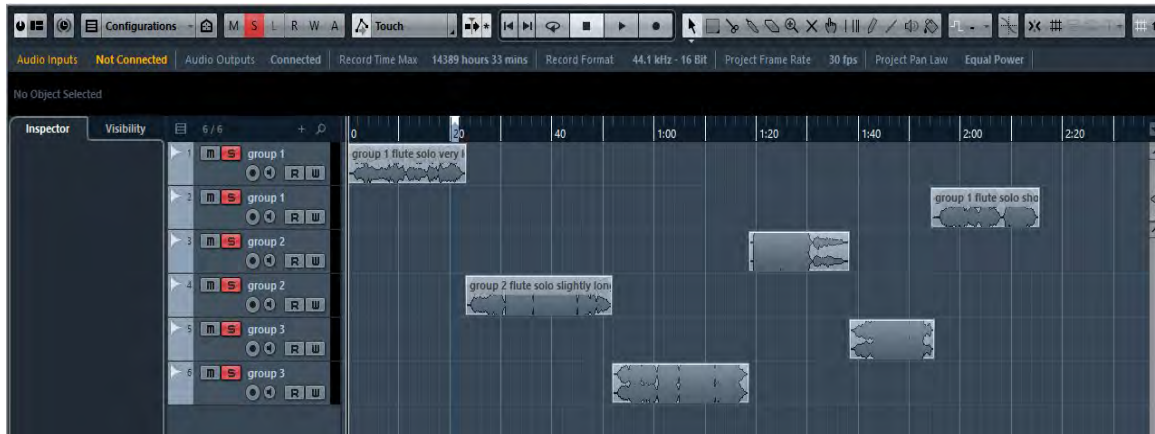 Configurations M S L R W A Touch
Audio Inputs Not Connected Audio Outputs Connected Record Time Max 14389 hours 33 mins Record Format 44.1 kHz - 16 Bit Project Frame Rate 30 fps Project Pan Law Equal Power
No Object Selected
Inspector Visibility 6/6 0 20 40 1:00 1:20 1:40 2:00 2:20
1 m S group 1 group 1 flute solo very l
R W
2 m S group 1 group 1 flute solo sho
R W
3 m S group 2
R W
4 m S group 2 group 2 flute solo slightly lon
R W
5 m S group 3
R W
6 m S group 3
R W